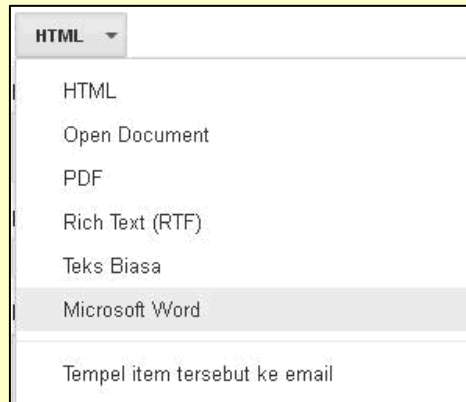 HTML
HTML
Open Document
PDF
Rich Text (RTF)
Teks Biasa
Microsoft Word
Tempel item tersebut ke email